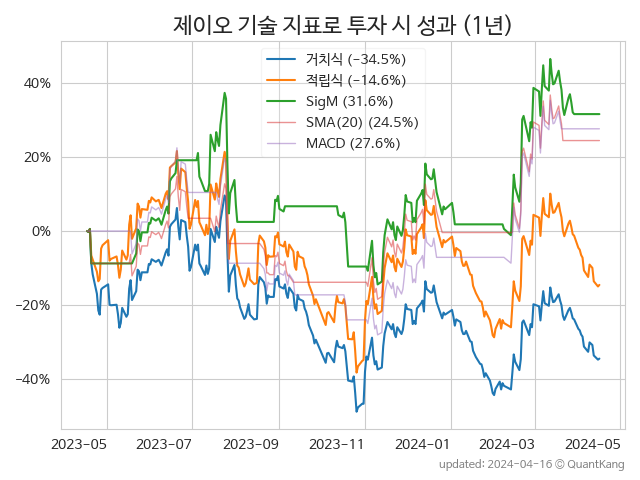 제이오 기술 지표로 투자 시 성과 (1년)
거치식 (−34.5%)
적립식 (−14.6%)
SigM (31.6%)
SMA(20) (24.5%)
MACD (27.6%)
40%
20%
0%
−20%
−40%
2023-05 2023-07 2023-09 2023-11 2024-01 2024-03 2024-05
updated: 2024-04-16 © QuantKang